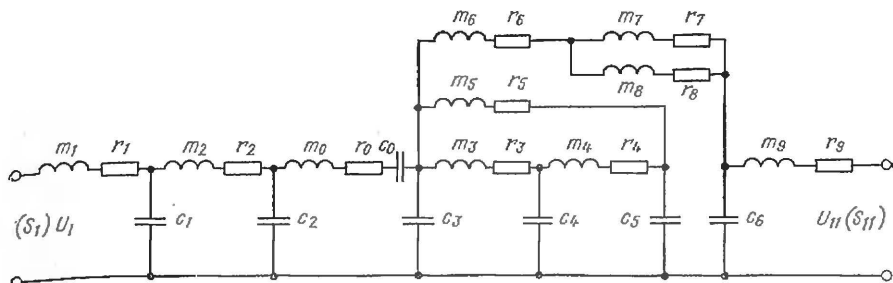 m6 r6 m7 r7
m8 r8
m5 r5
m1 r1 m2 r2 m0 r0 c0 m3 r3 m4 r4 m9 r9
(S1) U1 c1 c2 c3 c4 c5 c6 U11(S11)